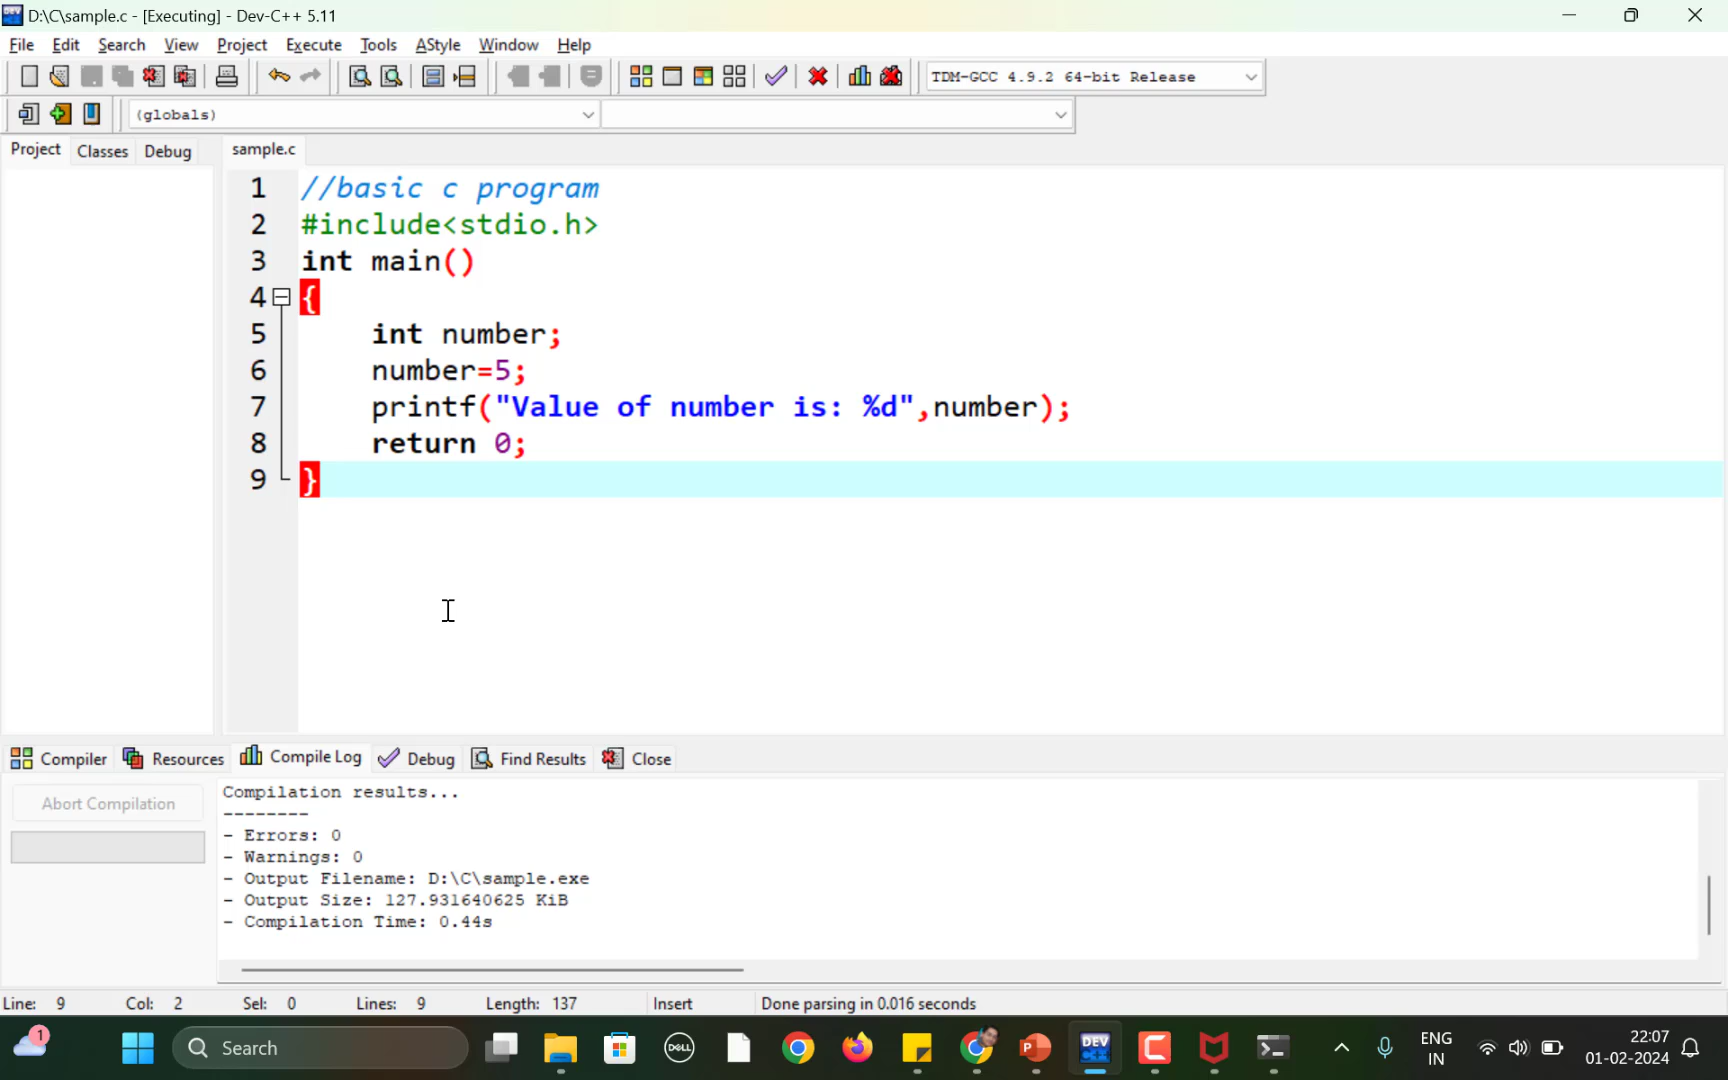 D:\C\sample.c - [Executing] - Dev-C++ 5.11
File Edit Search View Project Execute Tools AStyle Window Help
TDM-GCC 4.9.2 64-bit Release
(globals)
Project Classes Debug sample.c
1 //basic c program
2 #include<stdio.h>
3 int main()
4 {
5 int number;
6 number=5;
7 printf("Value of number is: %d",number);
8 return 0;
9 }
Compiler Resources Compile Log Debug Find Results Close
Abort Compilation
Compilation results...
--------
- Errors: 0
- Warnings: 0
- Output Filename: D:\C\sample.exe
- Output Size: 127.931640625 KiB
- Compilation Time: 0.44s
Line: 9 Col: 2 Sel: 0 Lines: 9 Length: 137 Insert Done parsing in 0.016 seconds
1 Search DELL P DEV C++ ENG 22:07
IN 01-02-2024